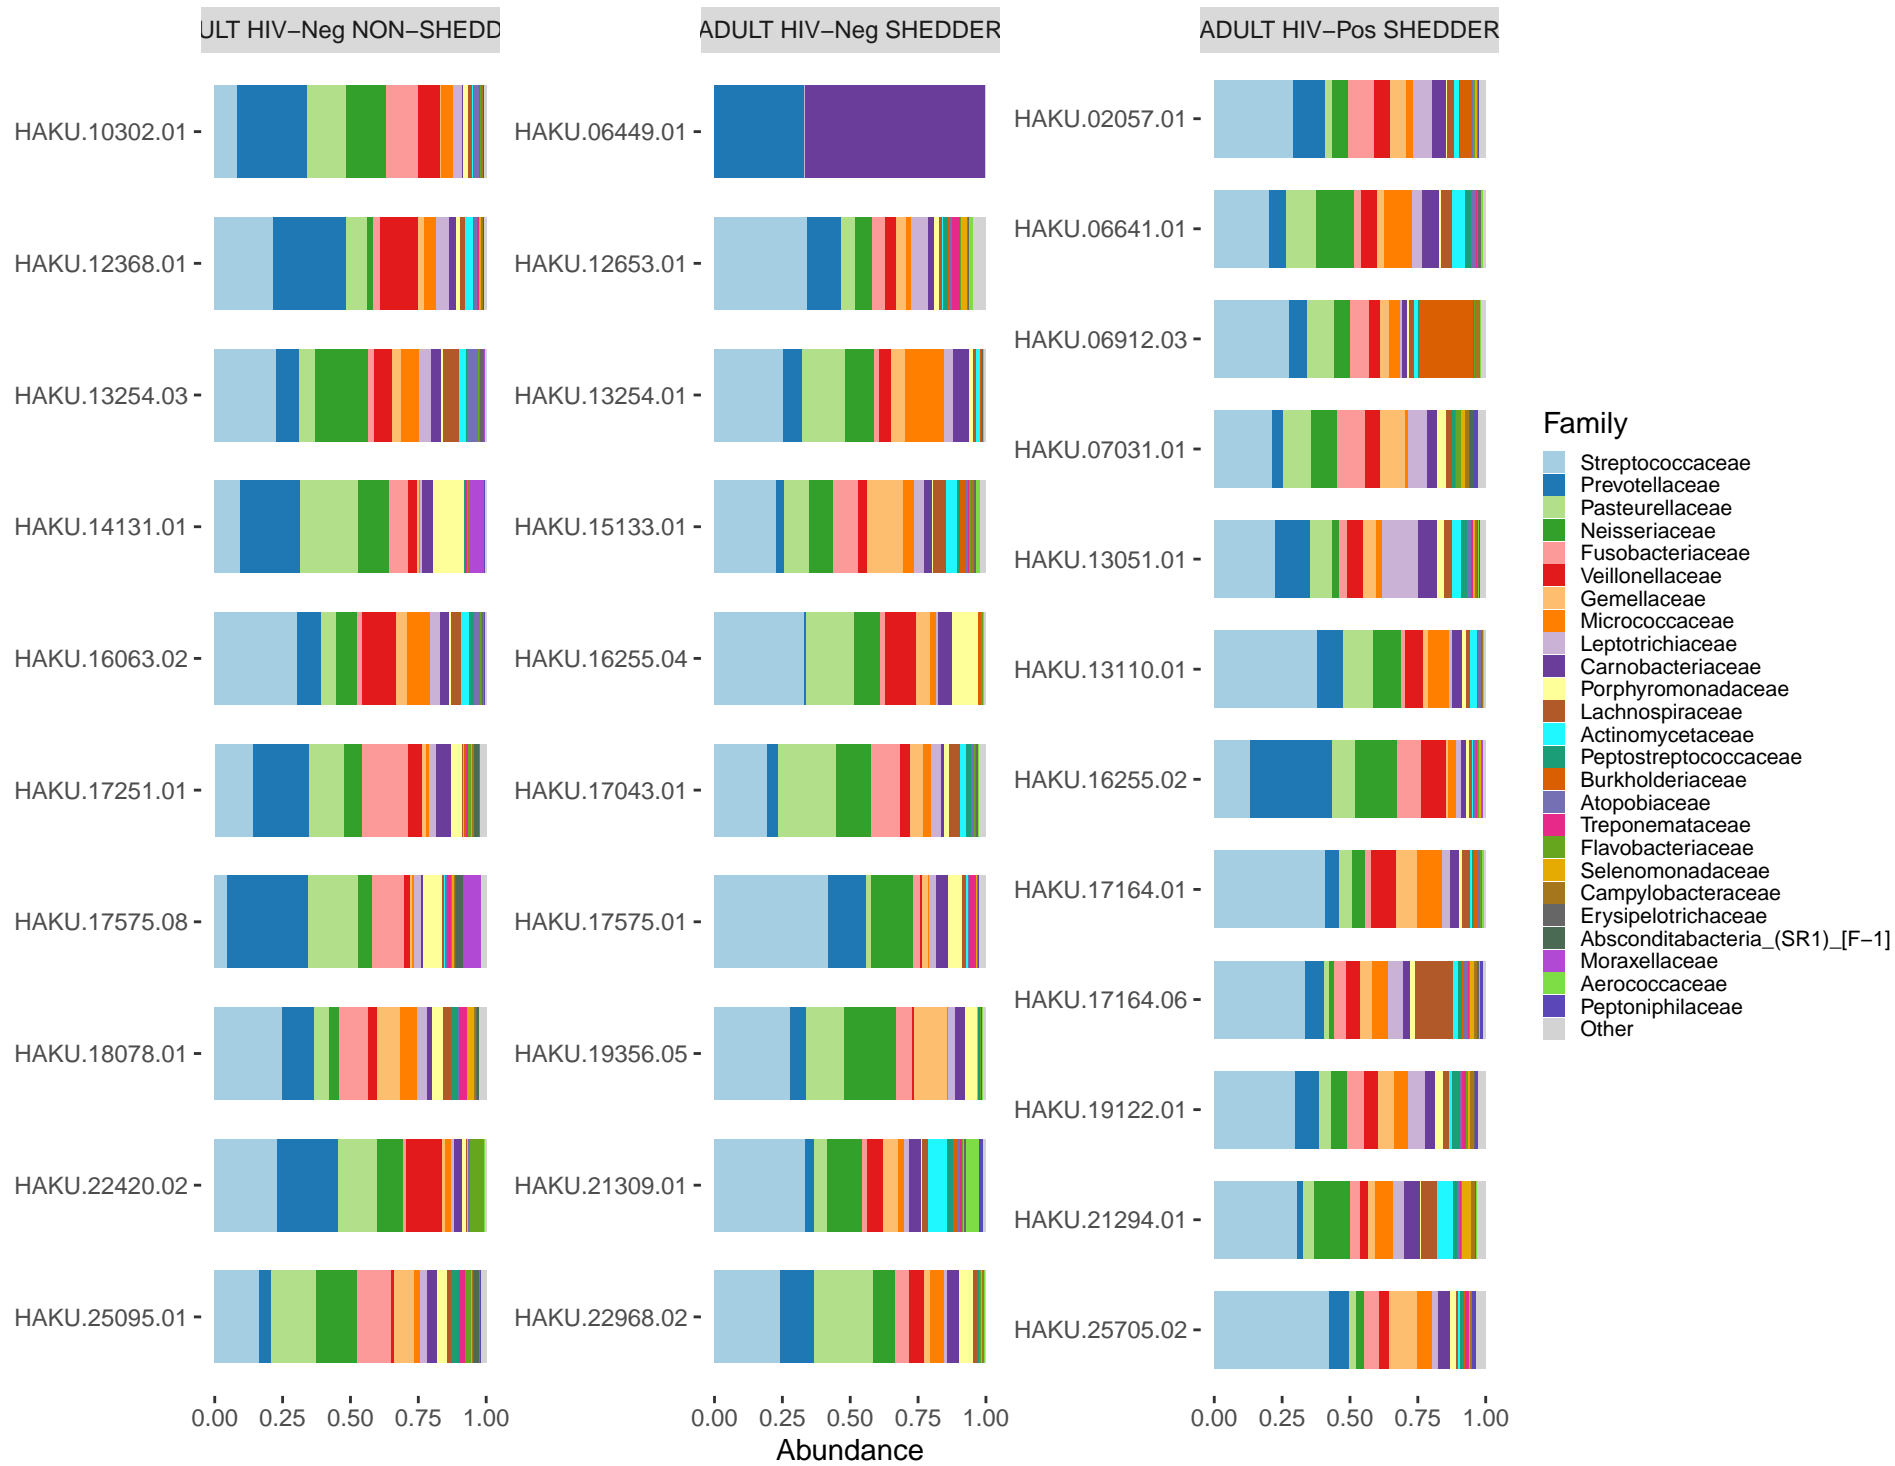 ULT HIV−Neg NON−SHEDD
HAKU.10302.01
HAKU.12368.01
HAKU.13254.03
HAKU.14131.01
HAKU.16063.02
HAKU.17251.01
HAKU.17575.08
HAKU.18078.01
HAKU.22420.02
HAKU.25095.01
0.00 0.25 0.50 0.75 1.00
ADULT HIV−Neg SHEDDER
HAKU.06449.01
HAKU.12653.01
HAKU.13254.01
HAKU.15133.01
HAKU.16255.04
HAKU.17043.01
HAKU.17575.01
HAKU.19356.05
HAKU.21309.01
HAKU.22968.02
0.00 0.25 0.50 0.75 1.00
ADULT HIV−Pos SHEDDER
HAKU.02057.01
HAKU.06641.01
HAKU.06912.03
HAKU.07031.01
HAKU.13051.01
HAKU.13110.01
HAKU.16255.02
HAKU.17164.01
HAKU.17164.06
HAKU.19122.01
HAKU.21294.01
HAKU.25705.02
0.00 0.25 0.50 0.75 1.00
Abundance
Family
Streptococcaceae
Prevotellaceae
Pasteurellaceae
Neisseriaceae
Fusobacteriaceae
Veillonellaceae
Gemellaceae
Micrococcaceae
Leptotrichiaceae
Carnobacteriaceae
Porphyromonadaceae
Lachnospiraceae
Actinomycetaceae
Peptostreptococcaceae
Burkholderiaceae
Atopobiaceae
Treponemataceae
Flavobacteriaceae
Selenomonadaceae
Campylobacteraceae
Erysipelotrichaceae
Absconditabacteria_(SR1)_[F−1]
Moraxellaceae
Aerococcaceae
Peptoniphilaceae
Other